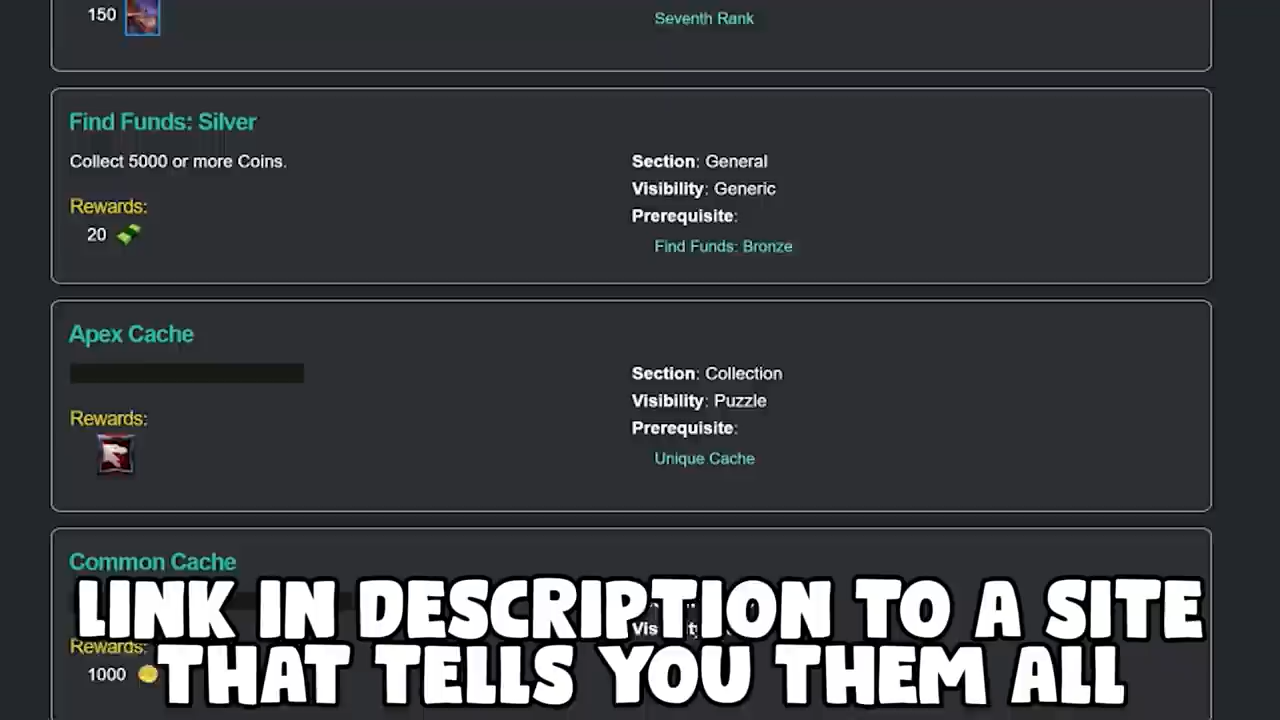 150
Seventh Rank
Find Funds: Silver
Collect 5000 or more Coins.
Rewards:
20
Section: General
Visibility: Generic
Prerequisite:
Find Funds: Bronze
Apex Cache
Rewards:
Section: Collection
Visibility: Puzzle
Prerequisite:
Unique Cache
Common Cache
Rewards:
1000
LINK IN DESCRIPTION TO A SITE
THAT TELLS YOU THEM ALL